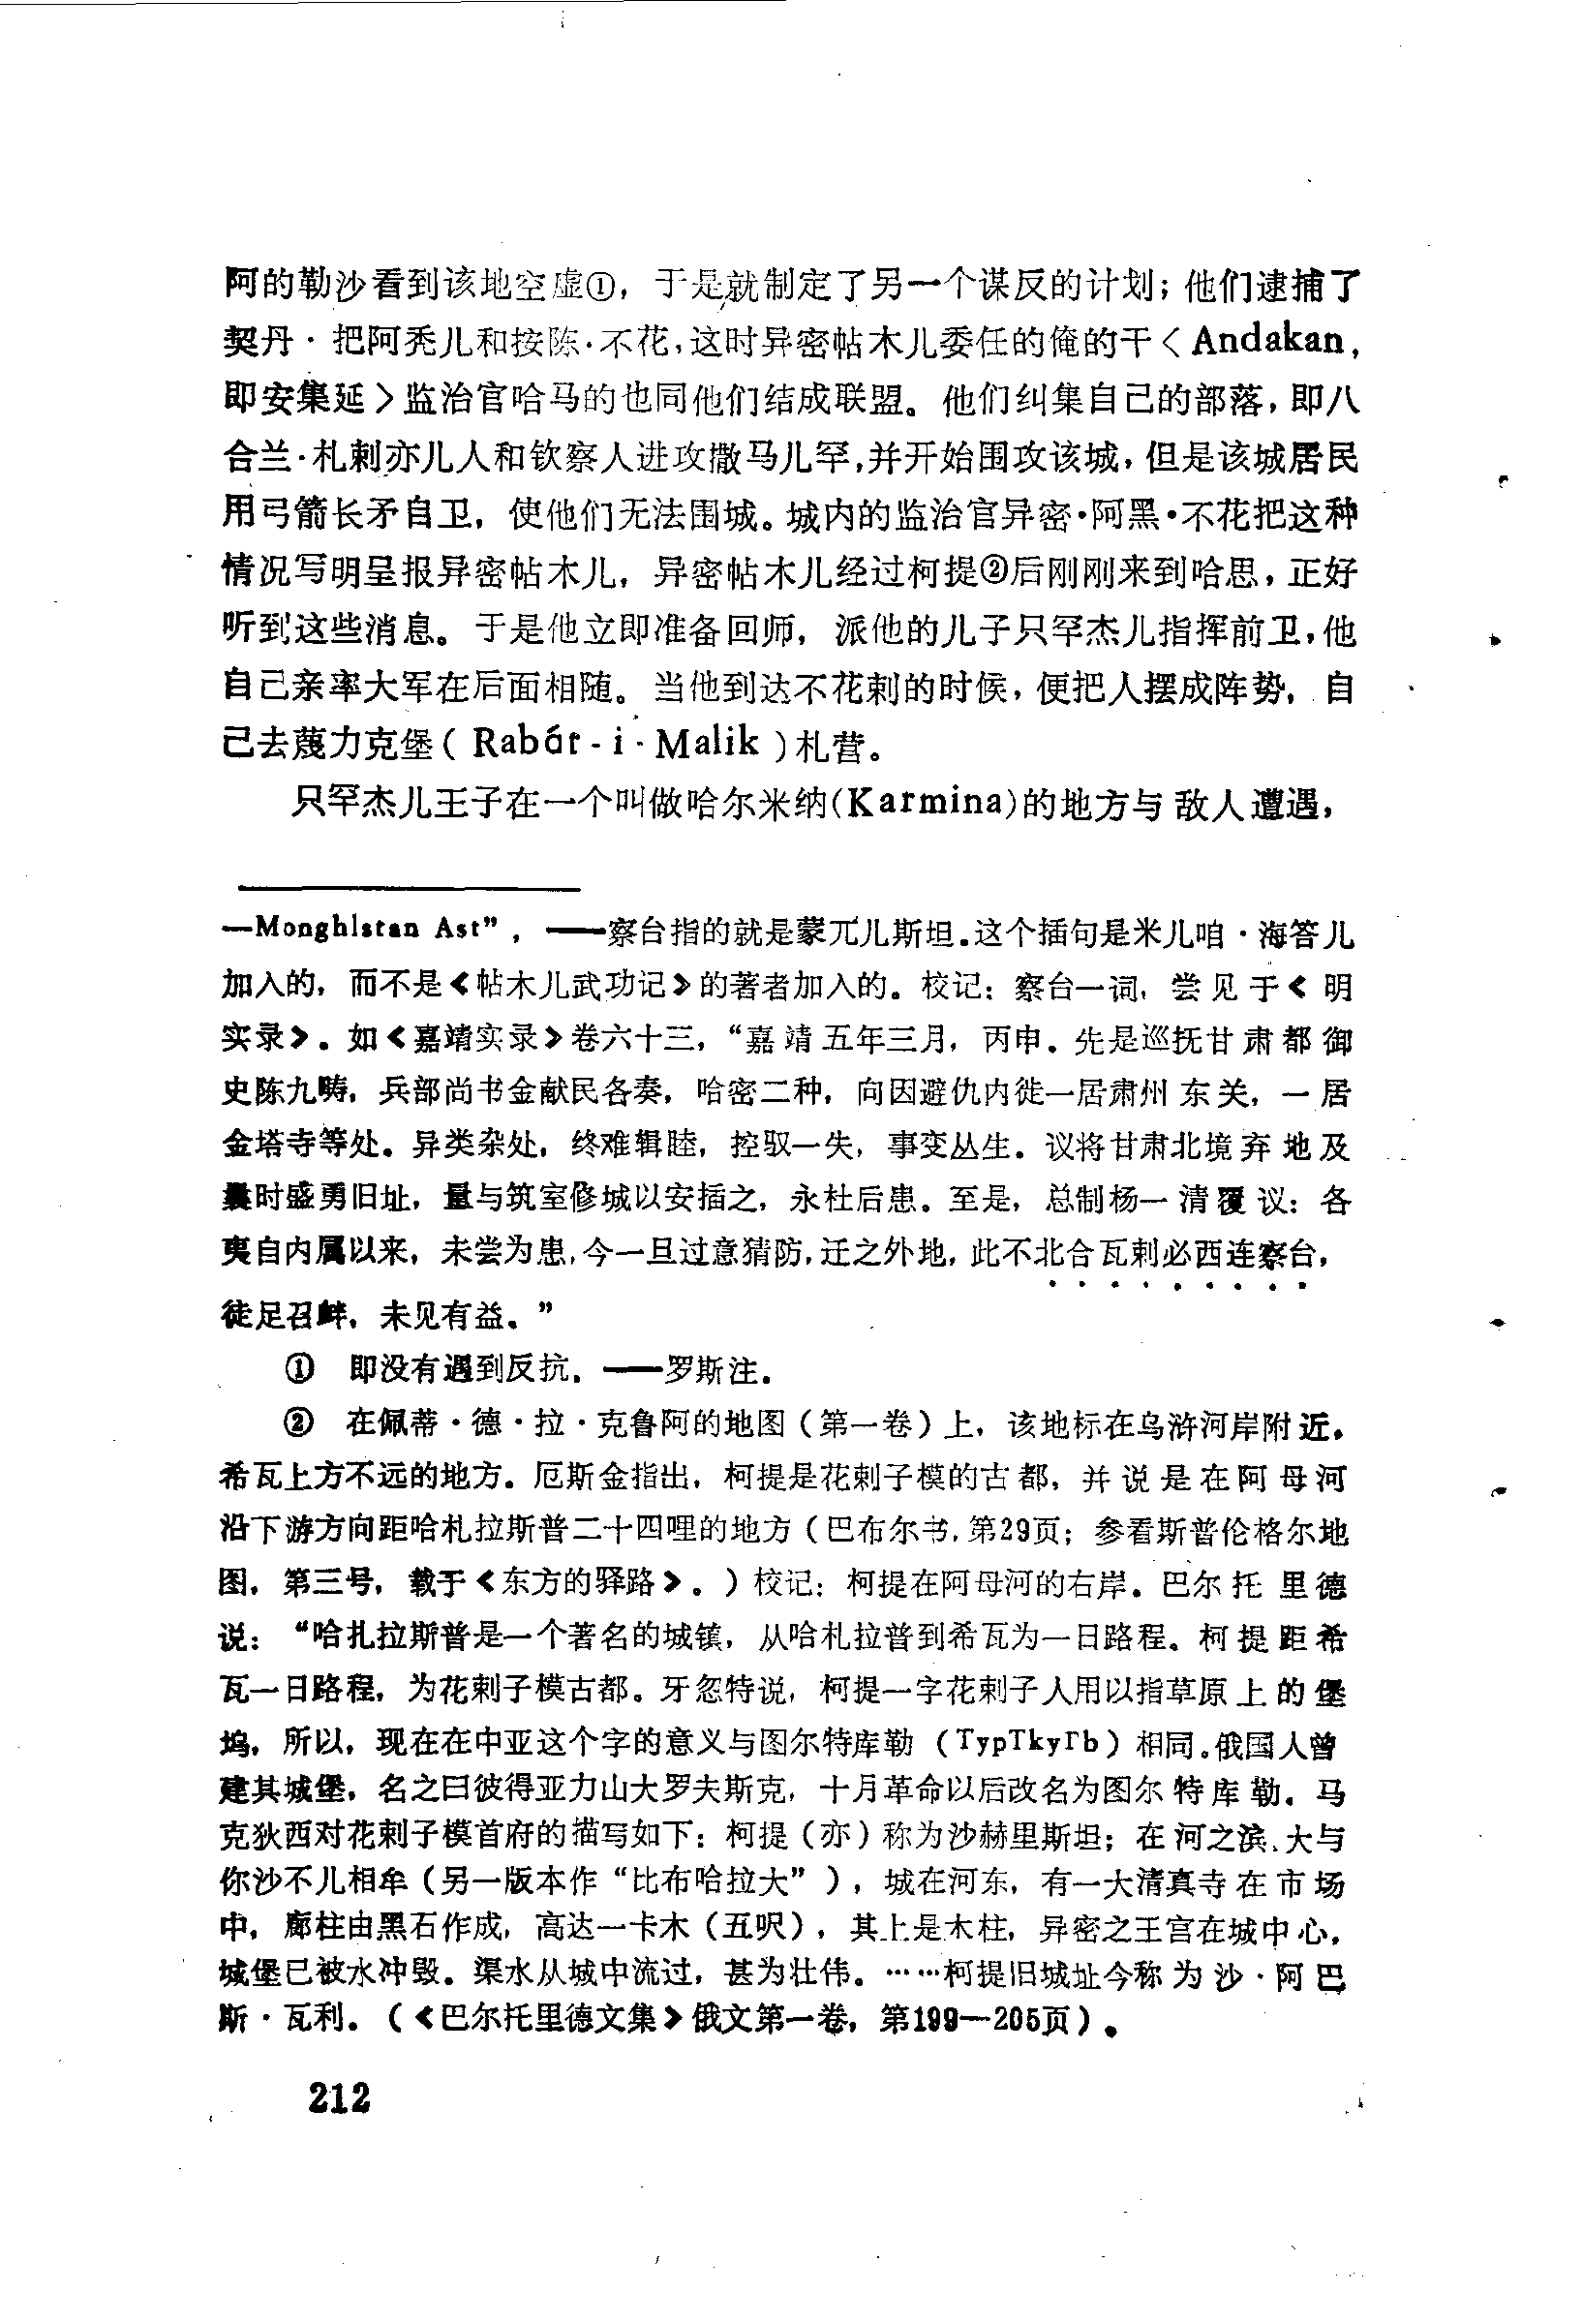 阿的勒沙看到该地空虚①，于是就制定了另一个谋反的计划；他们逮捕了
契丹·把阿秃儿和按陈·不花，这时异密帖木儿委任的俺的干〈Andakan，
即安集延〉监治官哈马的也同他们结成联盟。他们纠集自己的部落，即八
合兰·札剌亦儿人和钦察人进攻撒马儿罕，并开始围攻该城，但是该城居民
用弓箭长矛自卫，使他们无法围城。城内的监治官异密·阿黑·不花把这种
情况写明呈报异密帖木儿，异密帖木儿经过柯提②后刚刚来到哈思，正好
听到这些消息。于是他立即准备回师，派他的儿子只罕杰儿指挥前卫，他
自己亲率大军在后面相随。当他到达不花剌的时候，便把人摆成阵势，自
己去蔑力克堡（Rabát-i-Malik）札营。
只罕杰儿王子在一个叫做哈尔米纳(Karmina)的地方与敌人遭遇，
—Monghlstan Ast”，——察台指的就是蒙兀儿斯坦。这个插句是米儿咱·海答儿
加入的，而不是《帖木儿武功记》的著者加入的。校记：察台一词，尝见于《明
实录》。如《嘉靖实录》卷六十三，“嘉靖五年三月，丙申。先是巡抚甘肃都御
史陈九畴，兵部尚书金献民各奏，哈密二种，向因避仇内徙一居肃州东关，一居
金塔寺等处。异类杂处，终难辑睦，控驭一失，事变丛生。议将甘肃北境弃地及
曩时盛勇旧址，量与筑室修城以安插之，永杜后患。至是，总制杨一清覆议：各
夷自内属以来，未尝为患，今一旦过意猜防，迁之外地，此不北合瓦剌必西连察台，
徒足召衅，未见有益。”
① 即没有遇到反抗。——罗斯注。
② 在佩蒂·德·拉·克鲁阿的地图（第一卷）上，该地标在乌浒河岸附近，
希瓦上方不远的地方。厄斯金指出，柯提是花剌子模的古都，并说是在阿母河
沿下游方向距哈札拉斯普二十四哩的地方（巴布尔书，第29页；参看斯普伦格尔地
图，第三号，载于《东方的驿路》。）校记：柯提在阿母河的右岸。巴尔托里德
说：“哈扎拉斯普是一个著名的城镇，从哈札拉普到希瓦为一日路程。柯提距希
瓦一日路程，为花剌子模古都。牙忽特说，柯提一字花剌子人用以指草原上的堡
坞，所以，现在在中亚这个字的意义与图尔特库勒（ТурТкуГЬ）相同。俄国人曾
建其城堡，名之曰彼得亚力山大罗夫斯克，十月革命以后改名为图尔特库勒。马
克狄西对花剌子模首府的描写如下：柯提（亦）称为沙赫里斯坦；在河之滨、大与
你沙不儿相牟（另一版本作“比布哈拉大”），城在河东，有一大清真寺在市场
中，廊柱由黑石作成，高达一卡木（五呎），其上是木柱，异密之王宫在城中心，
城堡已被水冲毁。渠水从城中流过，甚为壮伟。……柯提旧城址今称为沙·阿巴
斯·瓦利。（《巴尔托里德文集》俄文第一卷，第199—205页）。
212